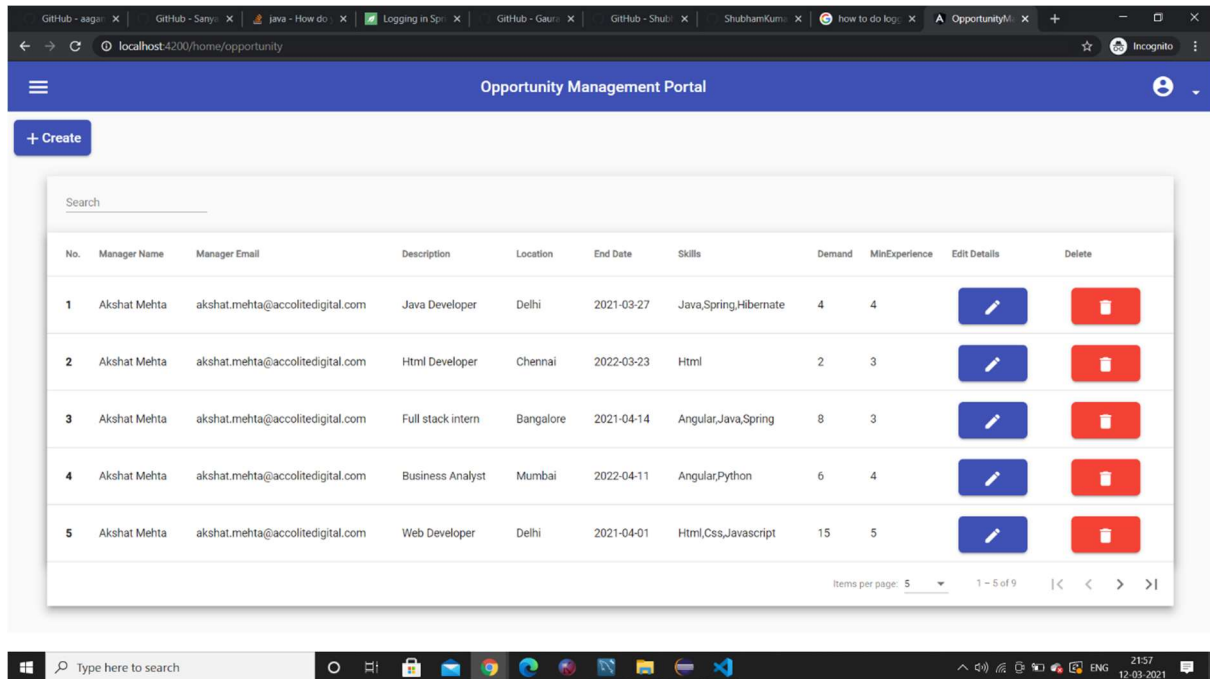 GitHub - aagan GitHub - Sanya java - How do y Logging in Spri GitHub - Gaura GitHub - Shubh ShubhamKuma how to do logg OpportunityMa
localhost:4200/home/opportunity Incognito
Opportunity Management Portal
+ Create
Search
No. Manager Name Manager Email Description Location End Date Skills Demand MinExperience Edit Details Delete
1 Akshat Mehta akshat.mehta@accolitedigital.com Java Developer Delhi 2021-03-27 Java,Spring,Hibernate 4 4
2 Akshat Mehta akshat.mehta@accolitedigital.com Html Developer Chennai 2022-03-23 Html 2 3
3 Akshat Mehta akshat.mehta@accolitedigital.com Full stack intern Bangalore 2021-04-14 Angular,Java,Spring 8 3
4 Akshat Mehta akshat.mehta@accolitedigital.com Business Analyst Mumbai 2022-04-11 Angular,Python 6 4
5 Akshat Mehta akshat.mehta@accolitedigital.com Web Developer Delhi 2021-04-01 Html,Css,Javascript 15 5
Items per page: 5 1 – 5 of 9
Type here to search ENG 21:57
12-03-2021